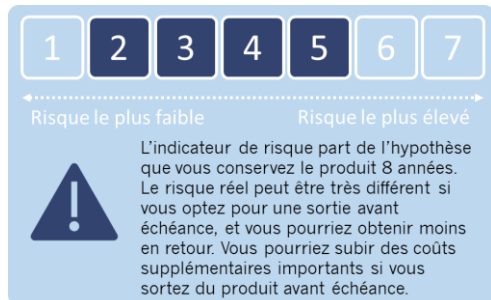 1 2 3 4 5 6 7
Risque le plus faible Risque le plus élevé
L'indicateur de risque part de l'hypothèse
que vous conservez le produit 8 années.
Le risque réel peut être très différent si
vous optez pour une sortie avant
échéance, et vous pourriez obtenir moins
en retour. Vous pourriez subir des coûts
supplémentaires importants si vous
sortez du produit avant échéance.